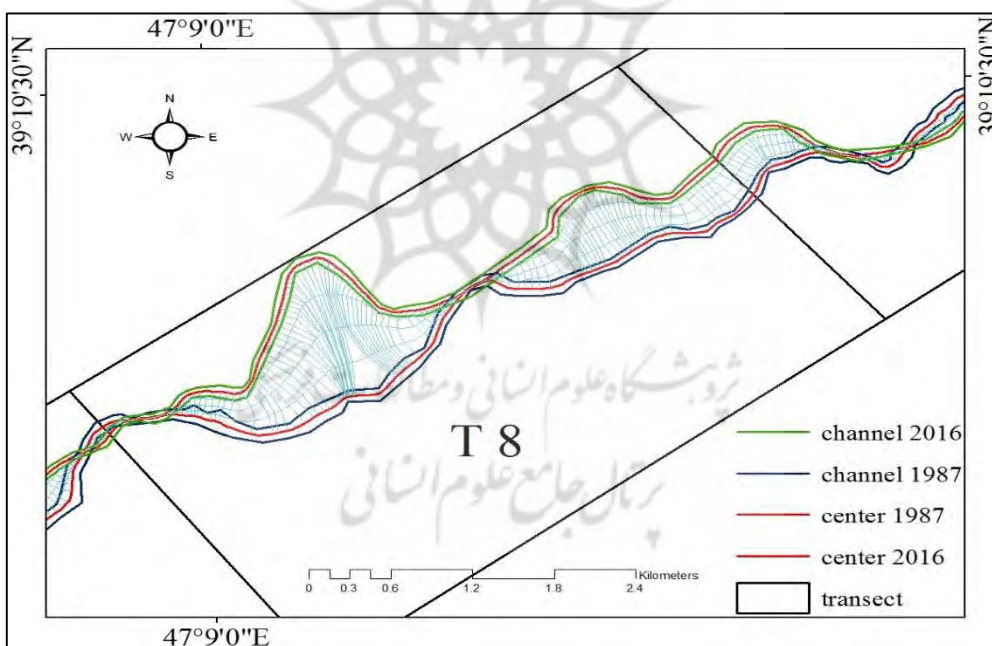 47°9'0"E
39°19'30"N
39°19'30"N
N
W
E
S
پژوهشگاه علوم انسانی و مطالعات فرهنگی
پرتال جامع علوم انسانی
T 8
channel 2016
channel 1987
center 1987
center 2016
transect
0 0.3 0.6 1.2 1.8 2.4
Kilometers
47°9'0"E